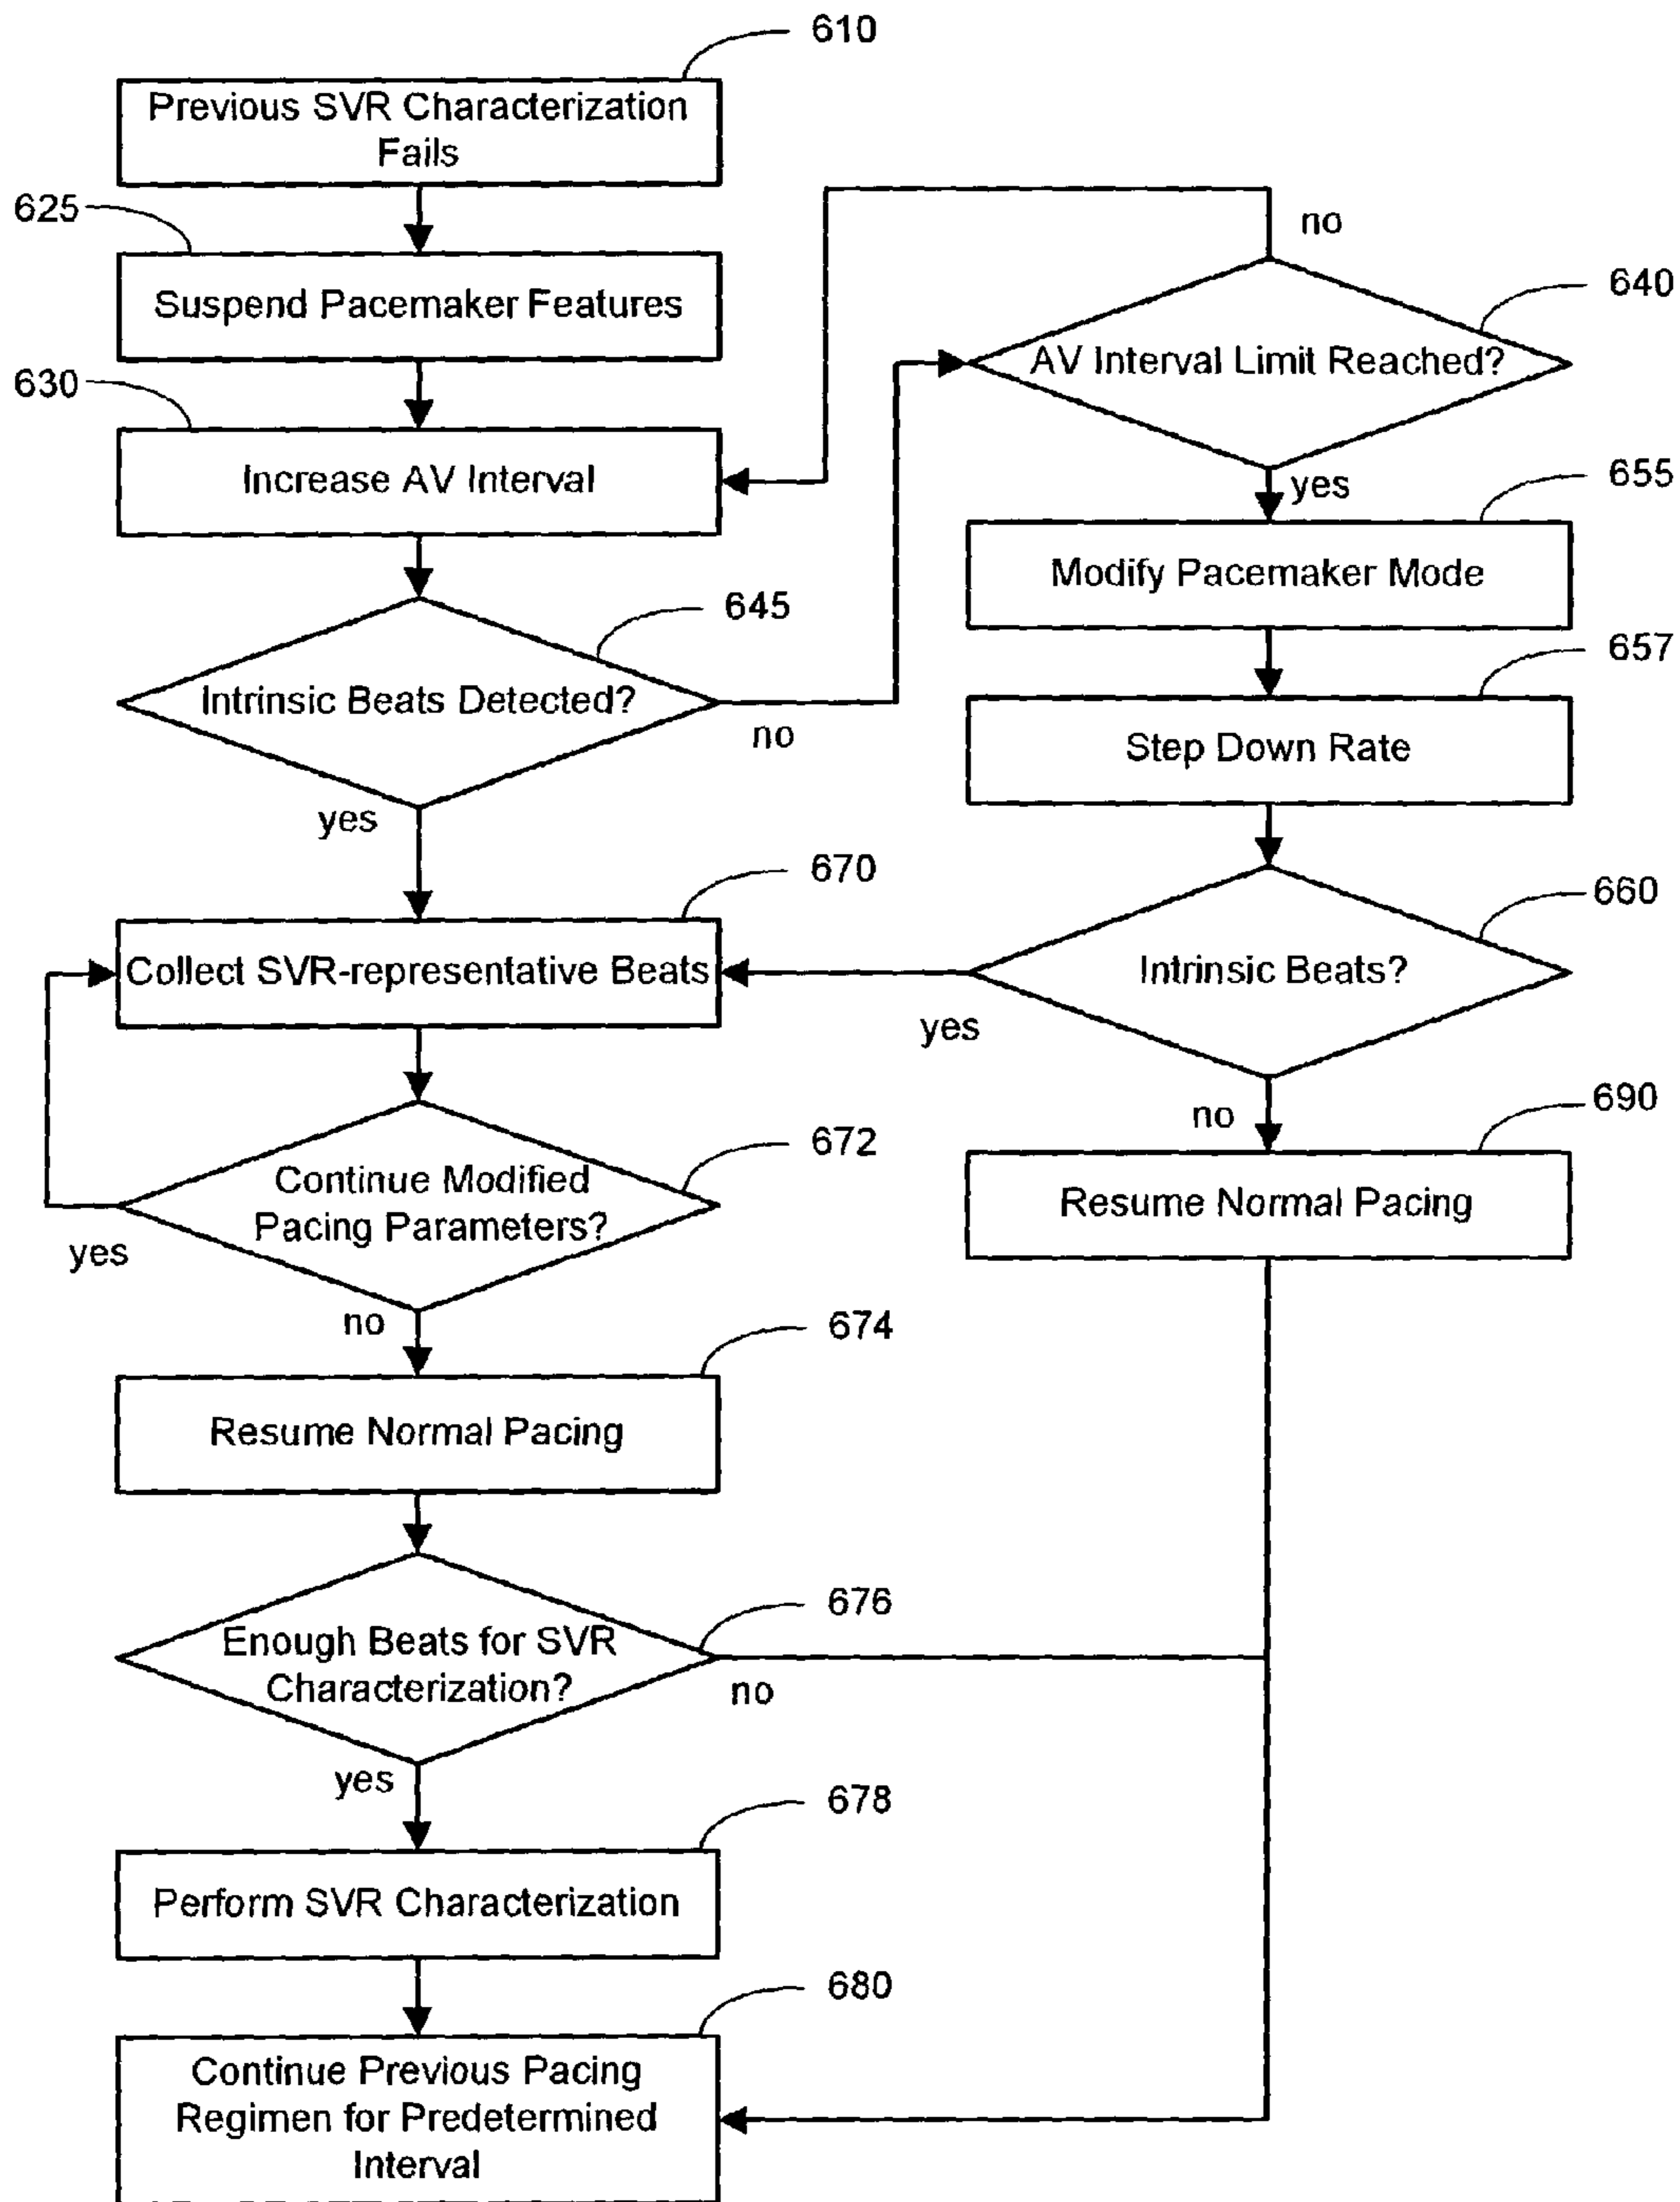 610
Previous SVR Characterization
Fails
625
Suspend Pacemaker Features
630
Increase AV Interval
645
Intrinsic Beats Detected?
no
yes
no
640
AV Interval Limit Reached?
yes
655
Modify Pacemaker Mode
657
Step Down Rate
660
Intrinsic Beats?
yes
no
690
Resume Normal Pacing
670
Collect SVR-representative Beats
672
Continue Modified
Pacing Parameters?
yes
no
674
Resume Normal Pacing
676
Enough Beats for SVR
Characterization?
no
yes
678
Perform SVR Characterization
680
Continue Previous Pacing
Regimen for Predetermined
Interval